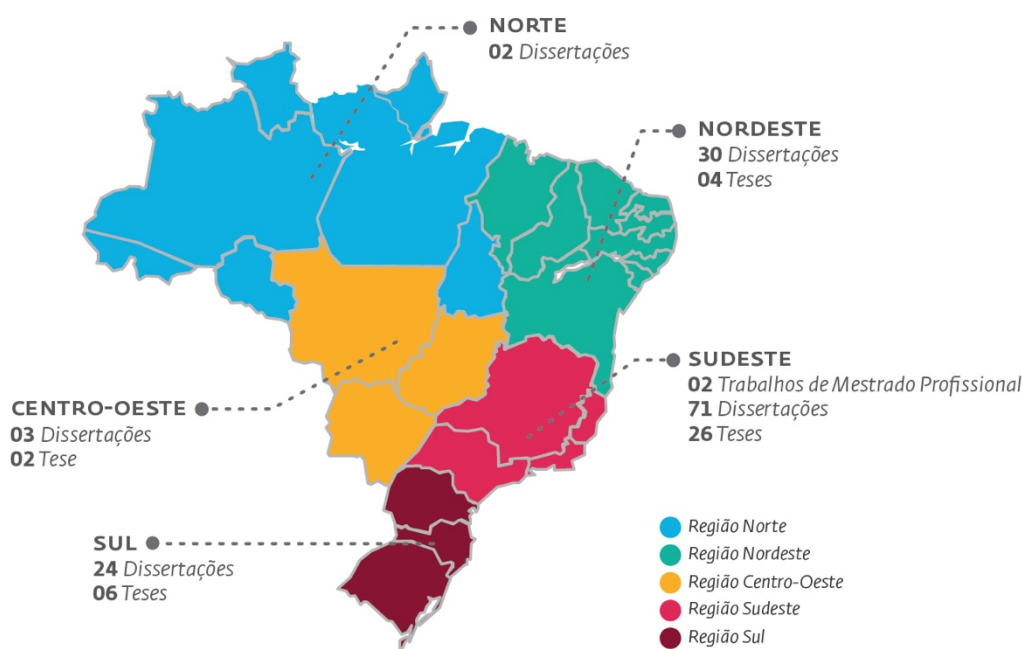 NORTE
02 Dissertações
NORDESTE
30 Dissertações
04 Teses
SUDESTE
02 Trabalhos de Mestrado Profissional
71 Dissertações
26 Teses
CENTRO-OESTE
03 Dissertações
02 Tese
SUL
24 Dissertações
06 Teses
Região Norte
Região Nordeste
Região Centro-Oeste
Região Sudeste
Região Sul